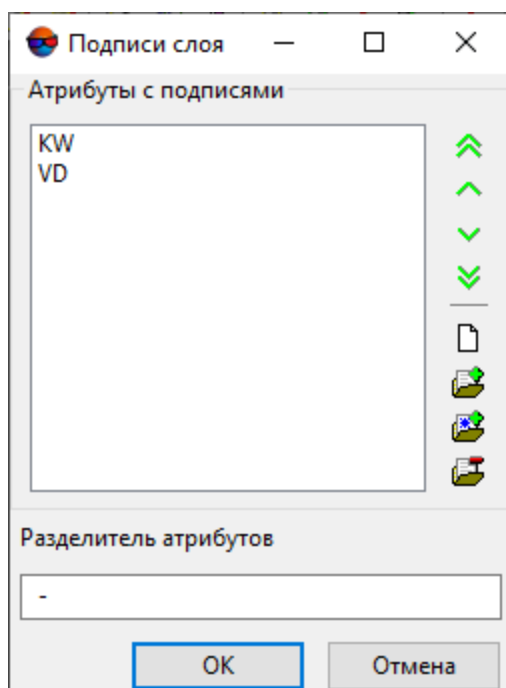 Подписи слоя
Атрибуты с подписями
KW
VD
Разделитель атрибутов
-
OK
Отмена